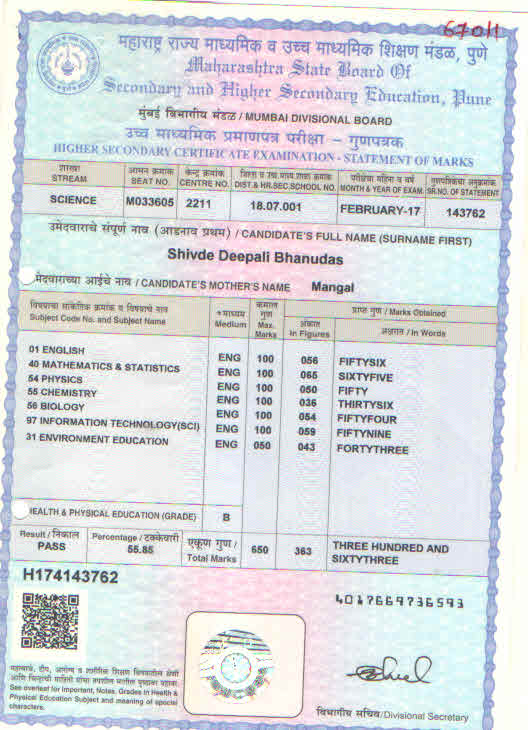 67011
महाराष्ट्र राज्य माध्यमिक व उच्च माध्यमिक शिक्षण मंडळ, पुणे
Maharashtra State Board Of
Secondary and Higher Secondary Education, Pune
मुंबई विभागीय मंडळ / MUMBAI DIVISIONAL BOARD
उच्च माध्यमिक प्रमाणपत्र परीक्षा - गुणपत्रक
HIGHER SECONDARY CERTIFICATE EXAMINATION - STATEMENT OF MARKS
शाखा आसन क्रमांक केन्द्र क्रमांक जिल्हा व उच्च माध्य शाळा क्रमांक परीक्षेचा महिना व वर्ष गुणपत्रिकेचा अनुक्रमांक
STREAM SEAT NO. CENTRE NO. DIST.& HR.SEC.SCHOOL NO. MONTH & YEAR OF EXAM. SR.NO. OF STATEMENT
SCIENCE M033605 2211 18.07.001 FEBRUARY-17 143762
उमेदवाराचे संपूर्ण नाव (आडनाव प्रथम) / CANDIDATE'S FULL NAME (SURNAME FIRST)
Shivde Deepali Bhanudas
मेदवाराच्या आईचे नाव / CANDIDATE'S MOTHER'S NAME Mangal
विषयाचा सांकेतिक क्रमांक व विषयाचे नाव
Subject Code No. and Subject Name
माध्यम
Medium
कमाल
गुण
Max.
Marks
प्राप्त गुण / Marks Obtained
अंकात
In Figures
अक्षरात / In Words
01 ENGLISH ENG 100 056 FIFTYSIX
40 MATHEMATICS & STATISTICS ENG 100 065 SIXTYFIVE
54 PHYSICS ENG 100 050 FIFTY
55 CHEMISTRY ENG 100 036 THIRTYSIX
56 BIOLOGY ENG 100 054 FIFTYFOUR
97 INFORMATION TECHNOLOGY(SCI) ENG 100 059 FIFTYNINE
31 ENVIRONMENT EDUCATION ENG 050 043 FORTYTHREE
HEALTH & PHYSICAL EDUCATION (GRADE) B
Result / निकाल Percentage / टक्केवारी एकूण गुण /
PASS 55.85 Total Marks 650 363 THREE HUNDRED AND
SIXTYTHREE
H174143762
4017669736593
See overleaf for Important, Notes, Grades in Health &
Physical Education Subject and meaning of special
characters.
विभागीय सचिव/Divisional Secretary